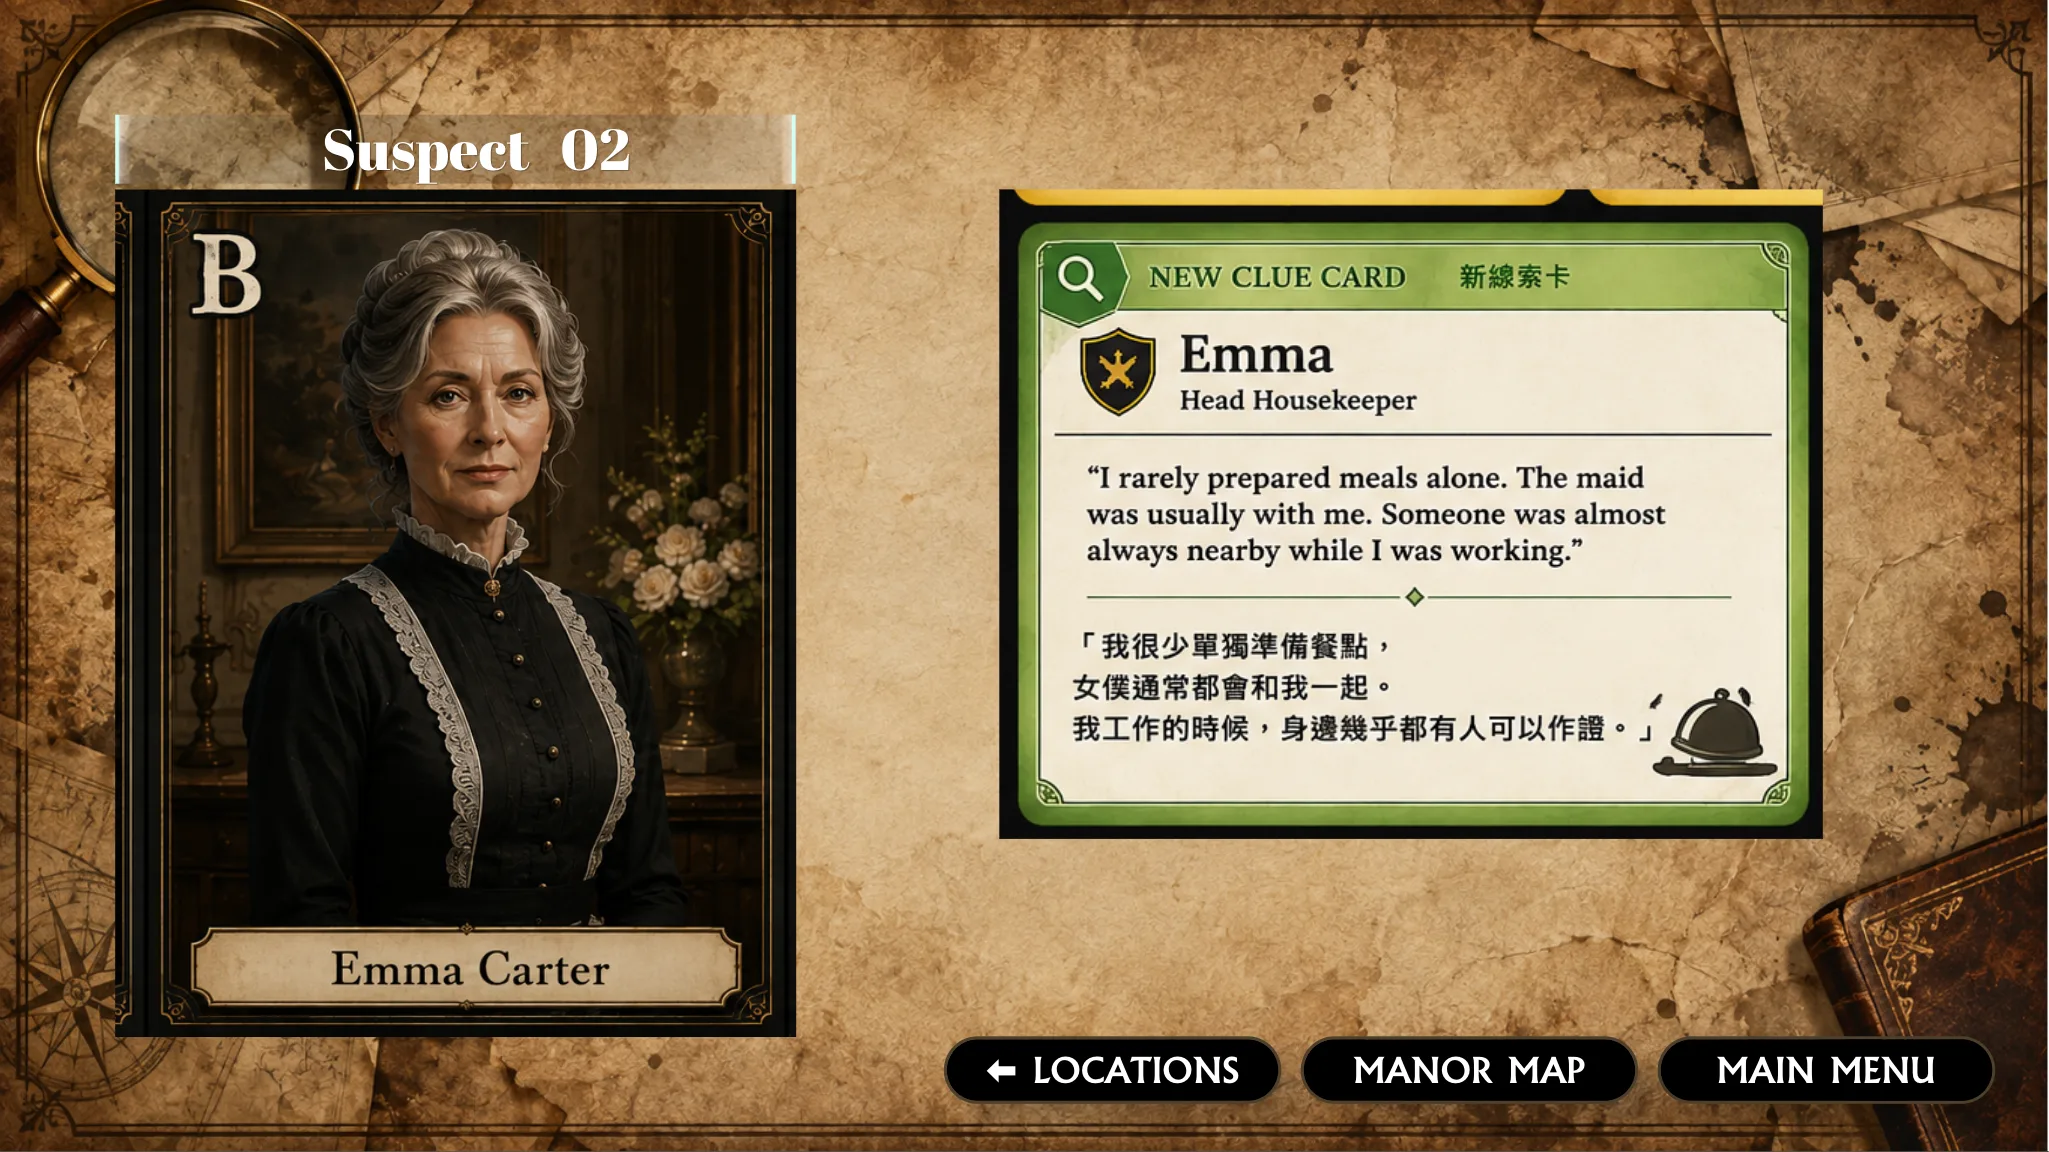 Suspect 02
B
Emma Carter
NEW CLUE CARD 新線索卡
Emma
Head Housekeeper
“I rarely prepared meals alone. The maid
was usually with me. Someone was almost
always nearby while I was working.”
「我很少單獨準備餐點，
女僕通常都會和我一起。
我工作的時候，身邊幾乎都有人可以作證。」
LOCATIONS
MANOR MAP
MAIN MENU